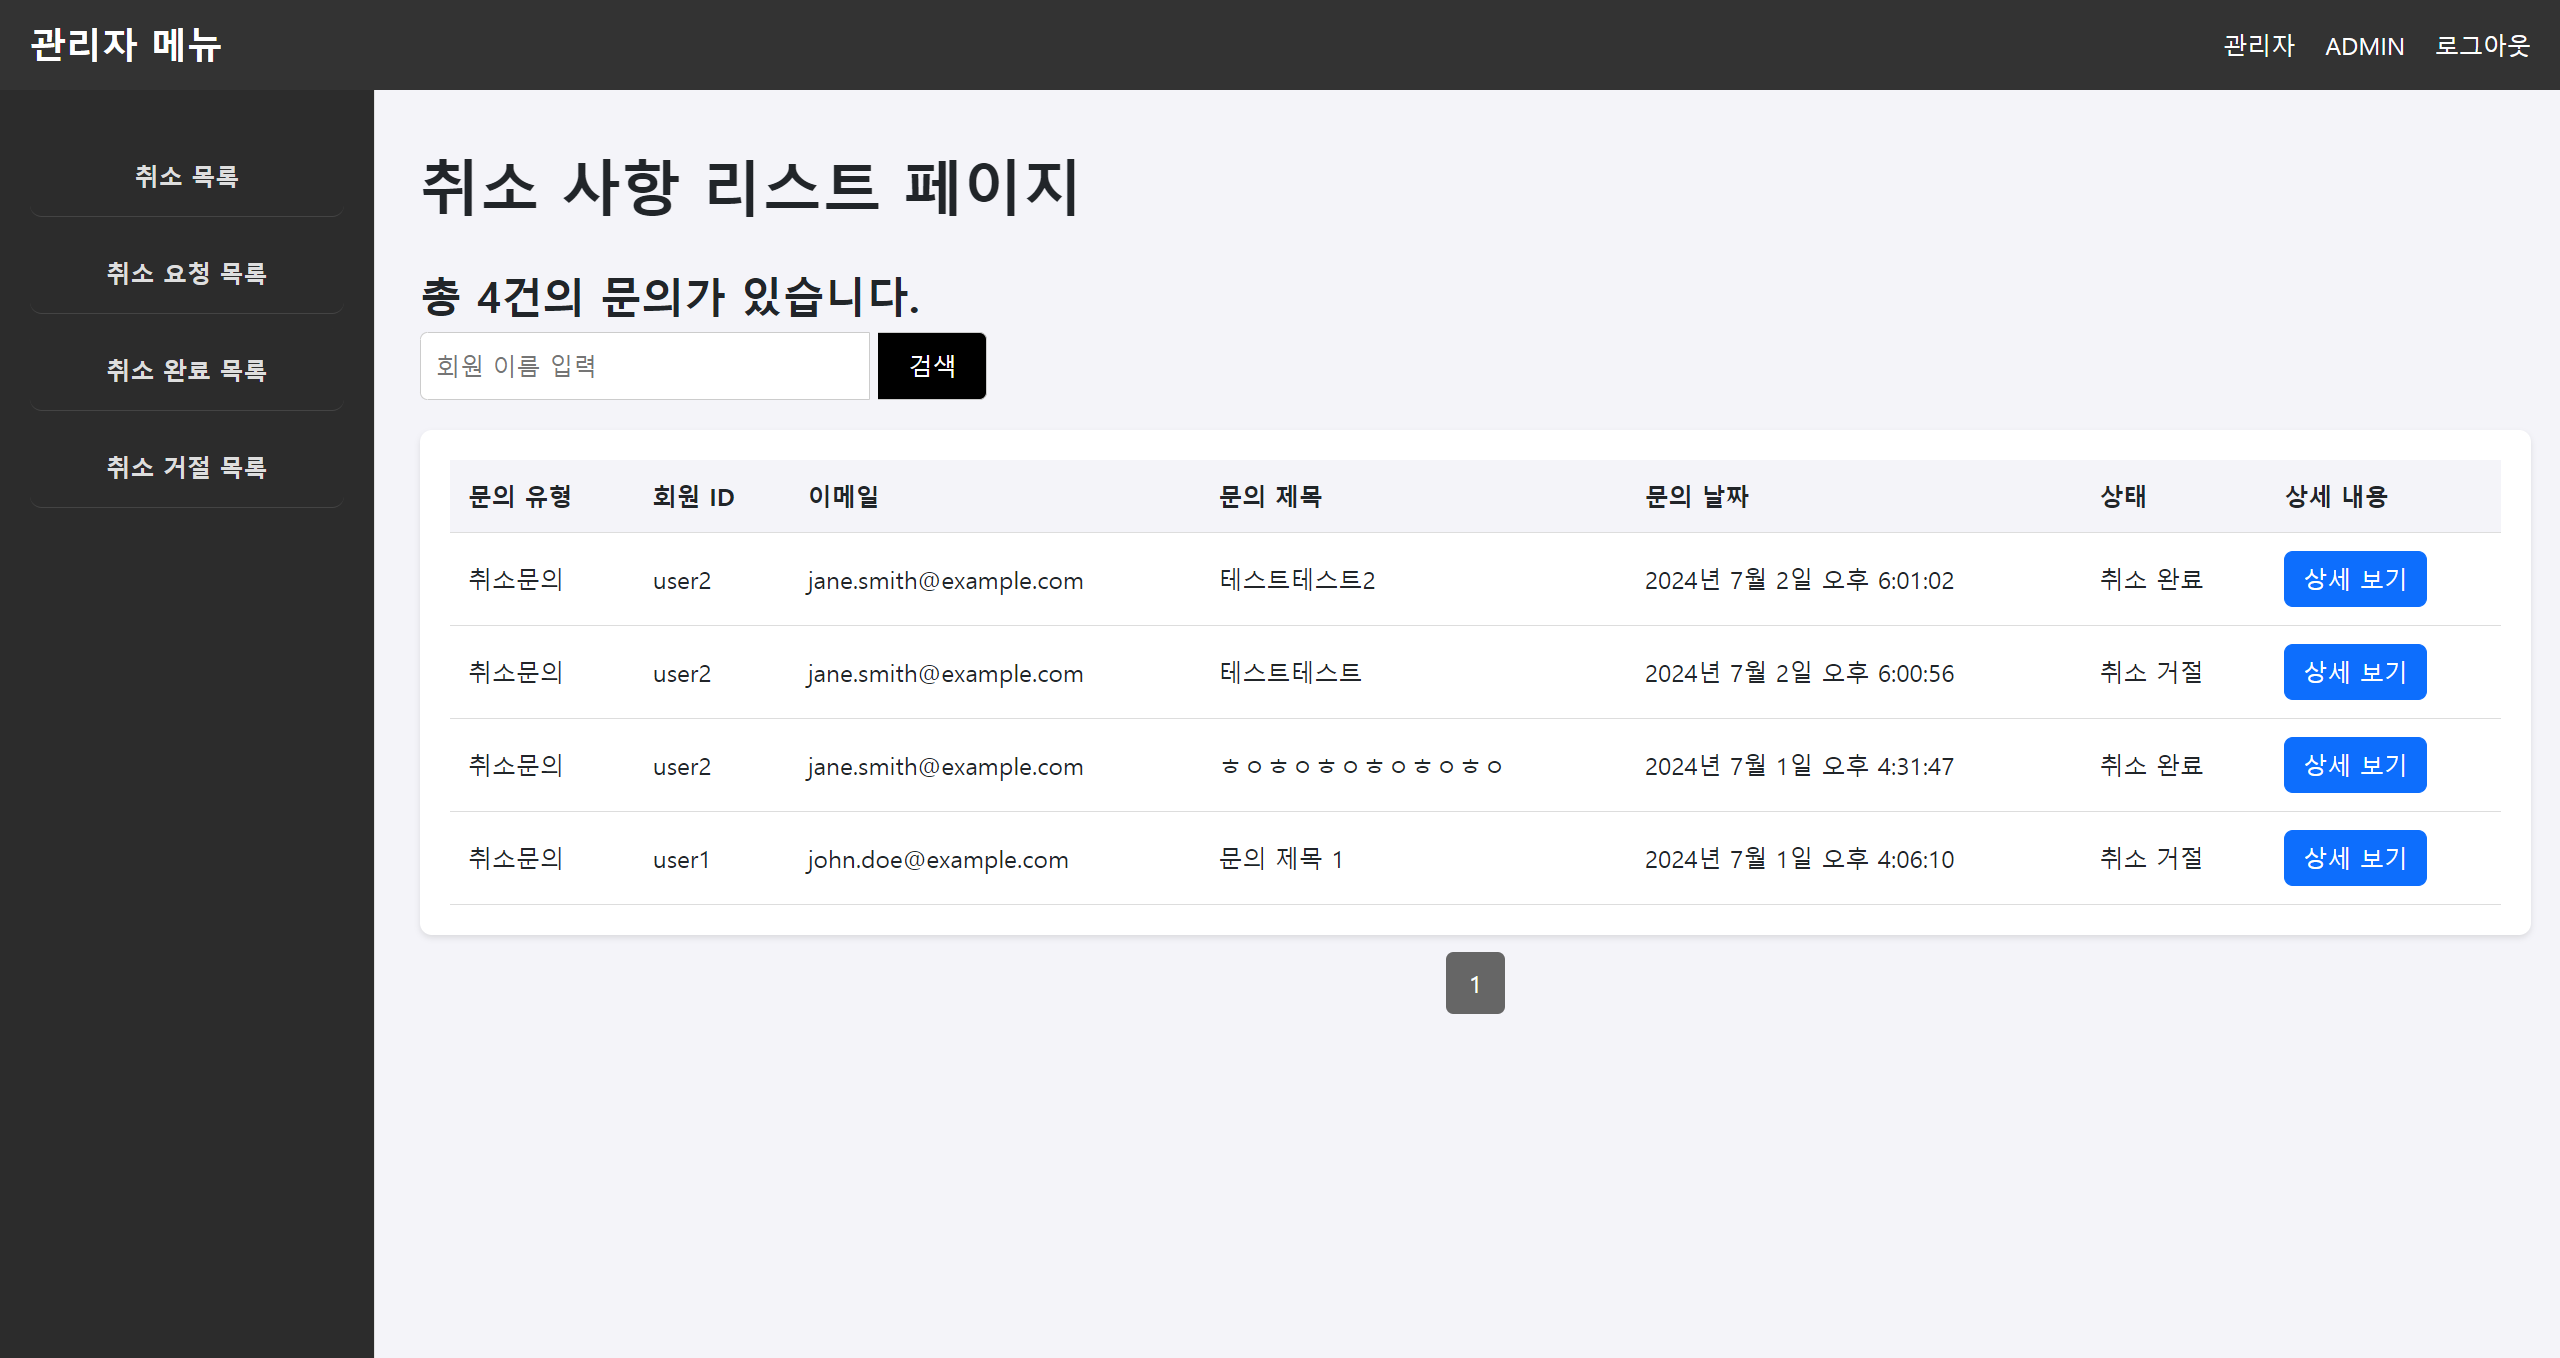 관리자 메뉴
관리자 ADMIN 로그아웃
취소 목록
취소 요청 목록
취소 완료 목록
취소 거절 목록
취소 사항 리스트 페이지
총 4건의 문의가 있습니다.
회원 이름 입력 검색
문의 유형 회원 ID 이메일 문의 제목 문의 날짜 상태 상세 내용
취소문의 user2 jane.smith@example.com 테스트테스트2 2024년 7월 2일 오후 6:01:02 취소 완료 상세 보기
취소문의 user2 jane.smith@example.com 테스트테스트 2024년 7월 2일 오후 6:00:56 취소 거절 상세 보기
취소문의 user2 jane.smith@example.com ㅎㅇㅎㅇㅎㅇㅎㅇㅎㅇㅎㅇ 2024년 7월 1일 오후 4:31:47 취소 완료 상세 보기
취소문의 user1 john.doe@example.com 문의 제목 1 2024년 7월 1일 오후 4:06:10 취소 거절 상세 보기
1